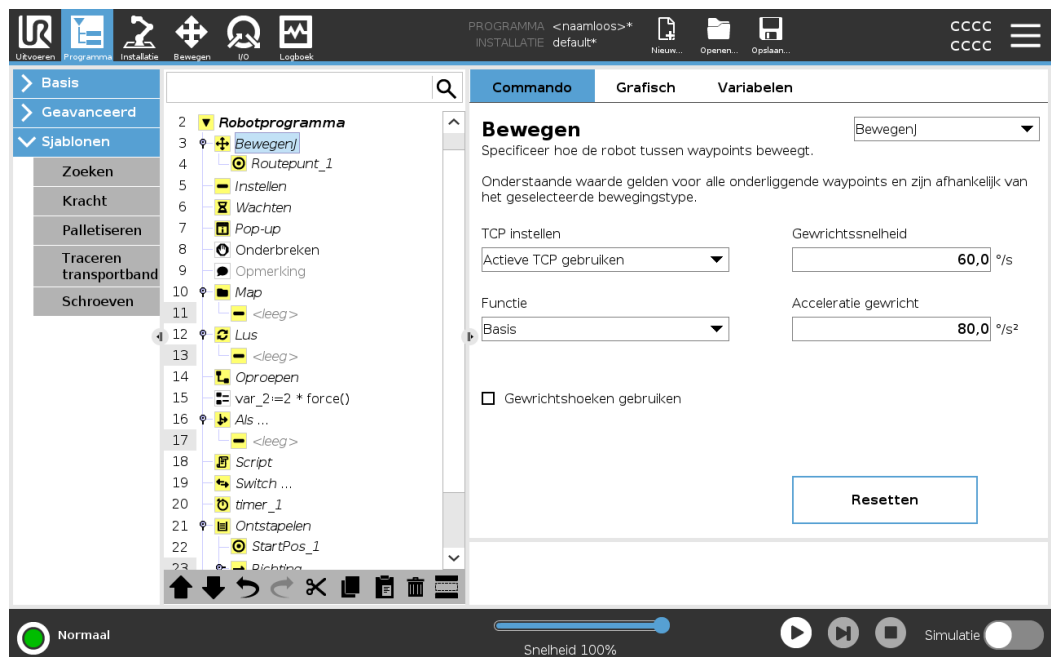 PROGRAMMA <naamloos>*
INSTALLATIE default*
CCCC
CCCC
Uitvoeren
Programma
Installatie
Bewegen
I/O
Logboek
Nieuw...
Openen...
Opslaan...
Basis
Geavanceerd
Sjablonen
Zoeken
Kracht
Palletiseren
Traceren
transportband
Schroeven
2 Robotprogramma
3 BewegenJ
4 Routepunt_1
5 Instellen
6 Wachten
7 Pop-up
8 Onderbreken
9 Opmerking
10 Map
11 <leeg>
12 Lus
13 <leeg>
14 Oproepen
15 var_2:=2 * force()
16 Als ...
17 <leeg>
18 Script
19 Switch ...
20 timer_1
21 Ontstapelen
22 StartPos_1
23 Richting
Commando
Grafisch
Variabelen
Bewegen
BewegenJ
Specificeer hoe de robot tussen waypoints beweegt.
Onderstaande waarde gelden voor alle onderliggende waypoints en zijn afhankelijk van
het geselecteerde bewegingstype.
TCP instellen
Gewrichtssnelheid
Actieve TCP gebruiken
60,0 °/s
Functie
Acceleratie gewricht
Basis
80,0 °/s²
Gewrichtshoeken gebruiken
Resetten
Normaal
Snelheid 100%
Simulatie